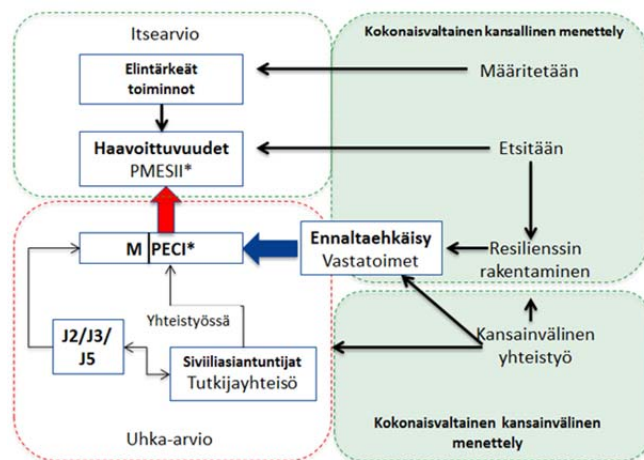 Itsearvio
Elintärkeät
toiminnot
Haavoittuvuudet
PMESII*
Kokonaisvaltainen kansallinen menettely
Määritetään
Etsitään
Resilienssin
rakentaminen
Ennaltaehkäisy
Vastatoimet
M PECI*
Yhteistyössä
J2/J3/
J5
Siviiliasiantuntijat
Tutkijayhteisö
Uhka-arvio
Kansainvälinen
yhteistyö
Kokonaisvaltainen kansainvälinen
menettely